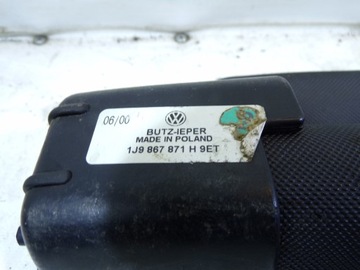 06/00
BUTZ-IEPER
MADE IN POLAND
1J9 867 871 H 9ET